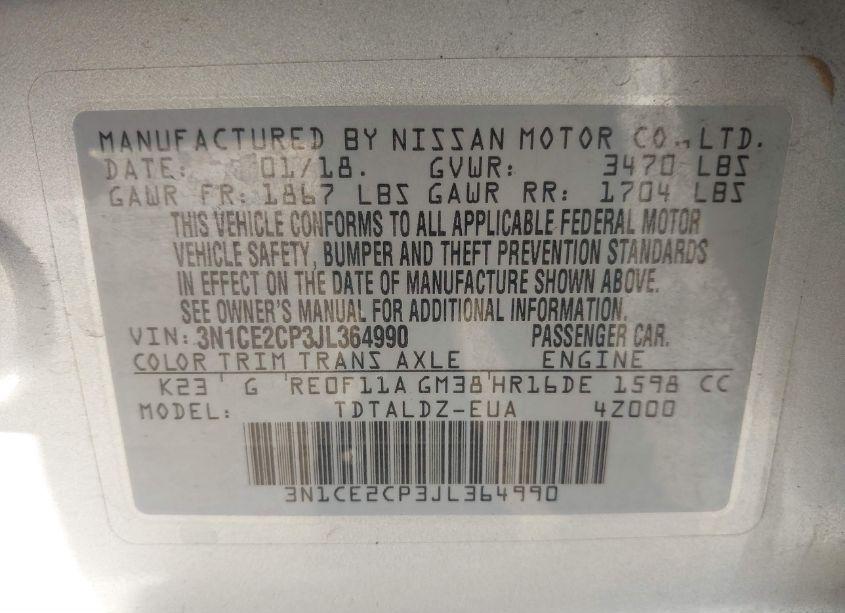 MANUFACTURED BY NISSAN MOTOR CO.,LTD.
DATE: 01/18. GVWR: 3470 LBS
GAWR FR: 1867 LBS GAWR RR: 1704 LBS
THIS VEHICLE CONFORMS TO ALL APPLICABLE FEDERAL MOTOR
VEHICLE SAFETY, BUMPER AND THEFT PREVENTION STANDARDS
IN EFFECT ON THE DATE OF MANUFACTURE SHOWN ABOVE.
SEE OWNER'S MANUAL FOR ADDITIONAL INFORMATION.
VIN: 3N1CE2CP3JL364990 PASSENGER CAR.
COLOR TRIM TRANS AXLE ENGINE
K23 G RE0F11A GM38 HR16DE 1598 CC
MODEL: TDTALDZ-EUA 4Z000
3N1CE2CP3JL364990